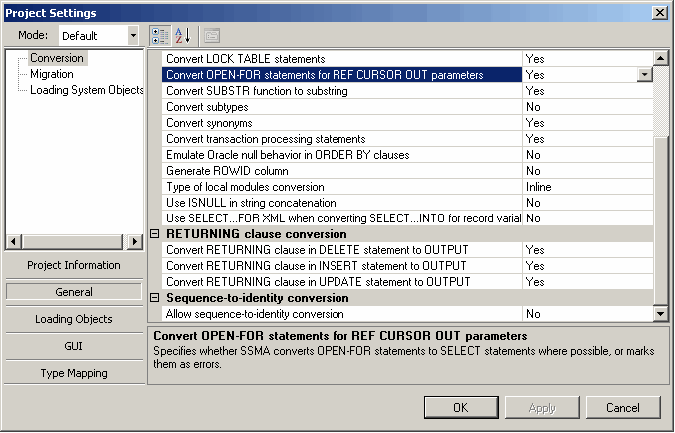 Project Settings
Mode: Default
Conversion
Migration
Loading System Objects
Project Information
General
Loading Objects
GUI
Type Mapping
Convert LOCK TABLE statements Yes
Convert OPEN-FOR statements for REF CURSOR OUT parameters Yes
Convert SUBSTR function to substring Yes
Convert subtypes No
Convert synonyms Yes
Convert transaction processing statements Yes
Emulate Oracle null behavior in ORDER BY clauses No
Generate ROWID column No
Type of local modules conversion Inline
Use ISNULL in string concatenation No
Use SELECT...FOR XML when converting SELECT...INTO for record varial No
RETURNING clause conversion
Convert RETURNING clause in DELETE statement to OUTPUT Yes
Convert RETURNING clause in INSERT statement to OUTPUT Yes
Convert RETURNING clause in UPDATE statement to OUTPUT Yes
Sequence-to-identity conversion
Allow sequence-to-identity conversion No
Convert OPEN-FOR statements for REF CURSOR OUT parameters
Specifies whether SSMA converts OPEN-FOR statements to SELECT statements where possible, or marks
them as errors.
OK Apply Cancel